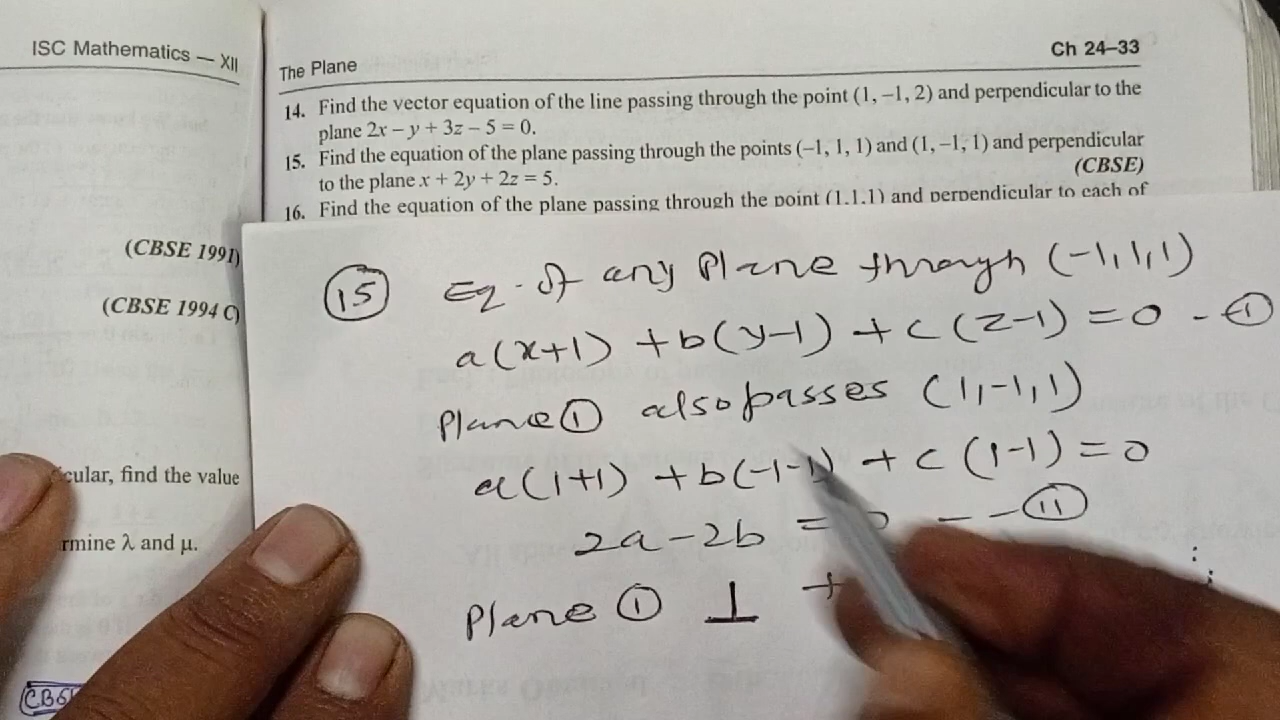 ISC Mathematics — XII
The Plane
Ch 24–33
14. Find the vector equation of the line passing through the point (1, –1, 2) and perpendicular to the
plane 2x – y + 3z – 5 = 0.
15. Find the equation of the plane passing through the points (–1, 1, 1) and (1, –1, 1) and perpendicular
to the plane x + 2y + 2z = 5.
(CBSE)
16. Find the equation of the plane passing through the point (1.1.1) and perpendicular to each of
(CBSE 1991)
(CBSE 1994 C)
cular, find the value
rmine λ and μ.
15 Eq. of any Plane through (-1,1,1)
a(x+1) +b(y-1) +c(z-1) =0 - ①
Plane ① also passes (1,-1,1)
a(1+1) +b(-1-1) +c(1-1) =0
2a-2b = 0 - - ⑪
Plane ① ⊥